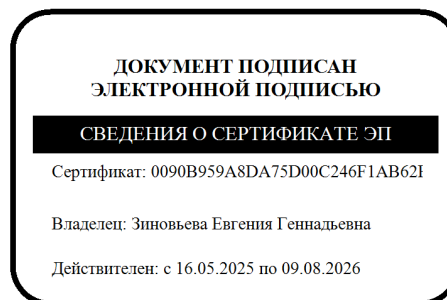 ДОКУМЕНТ ПОДПИСАН
ЭЛЕКТРОННОЙ ПОДПИСЬЮ
СВЕДЕНИЯ О СЕРТИФИКАТЕ ЭП
Сертификат: 0090B959A8DA75D00C246F1AB62F
Владелец: Зиновьева Евгения Геннадьевна
Действителен: с 16.05.2025 по 09.08.2026